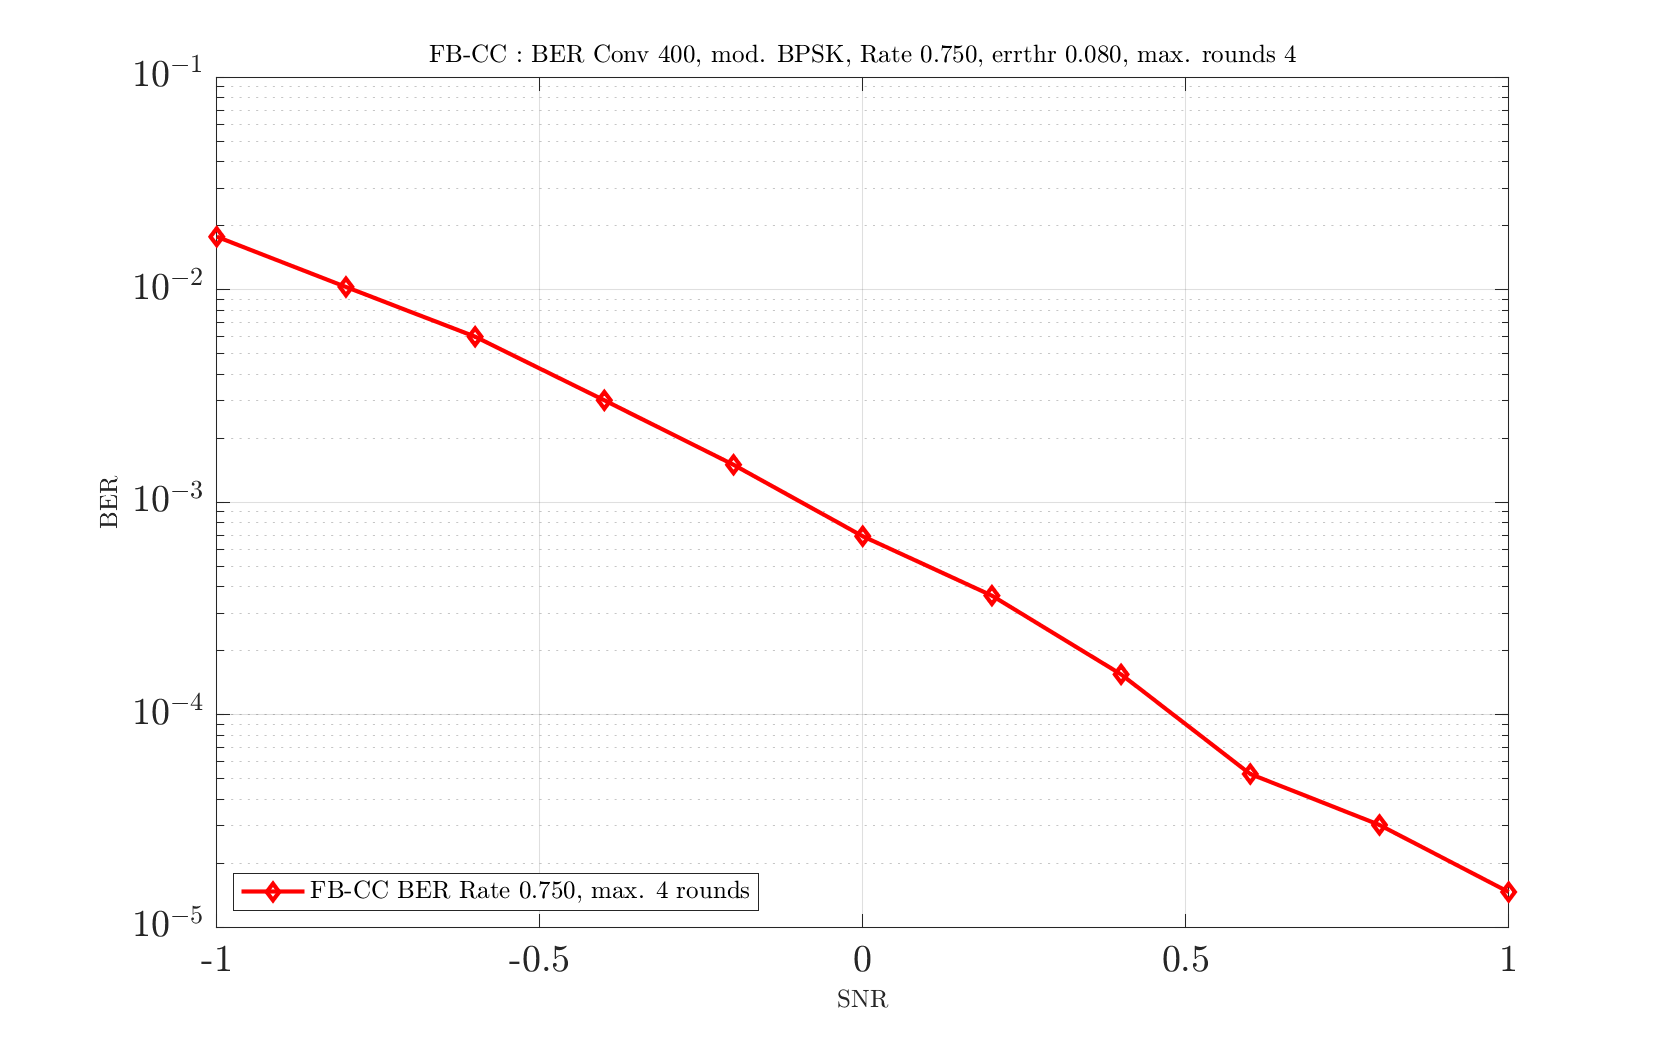 FB-CC : BER Conv 400, mod. BPSK, Rate 0.750, errthr 0.080, max. rounds 4
10⁻¹
10⁻²
10⁻³
10⁻⁴
10⁻⁵
BER
FB-CC BER Rate 0.750, max. 4 rounds
-1 -0.5 0 0.5 1
SNR